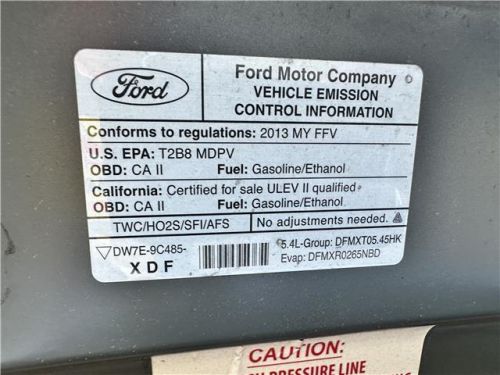 Ford
Ford Motor Company
VEHICLE EMISSION
CONTROL INFORMATION
Conforms to regulations: 2013 MY FFV
U.S. EPA: T2B8 MDPV
OBD: CA II Fuel: Gasoline/Ethanol
California: Certified for sale ULEV II qualified
OBD: CA II Fuel: Gasoline/Ethanol
TWC/HO2S/SFI/AFS No adjustments needed.
DW7E-9C485-
XDF
5.4L-Group: DFMXT05.45HK
Evap: DFMXR0265NBD
CAUTION:
PRESSURE LINE